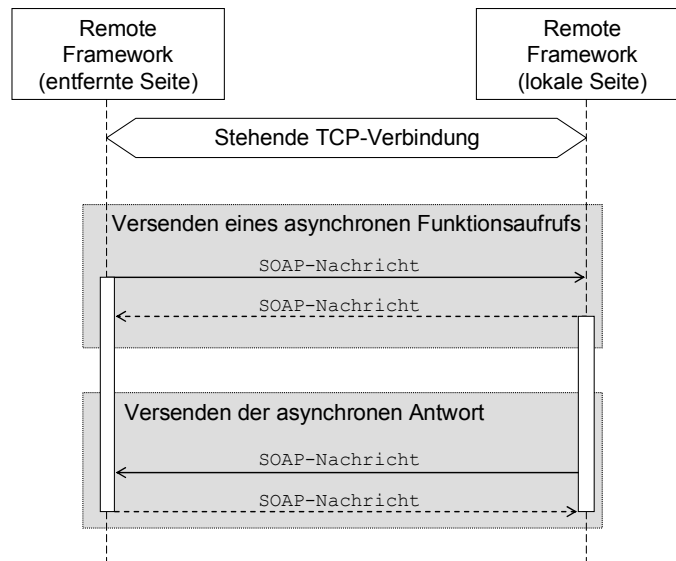 Remote
Framework
(entfernte Seite)
Remote
Framework
(lokale Seite)
Stehende TCP-Verbindung
Versenden eines asynchronen Funktionsaufrufs
SOAP-Nachricht
SOAP-Nachricht
Versenden der asynchronen Antwort
SOAP-Nachricht
SOAP-Nachricht